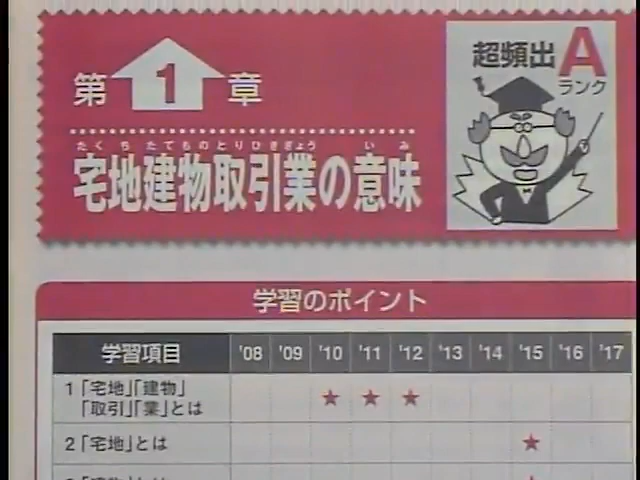 第1章
超頻出A
ランク
たくちたてものとりひきぎょう いみ
宅地建物取引業の意味
学習のポイント
学習項目 '08 '09 '10 '11 '12 '13 '14 '15 '16 '17
1「宅地」「建物」 ★ ★ ★
「取引」「業」とは
2「宅地」とは ★